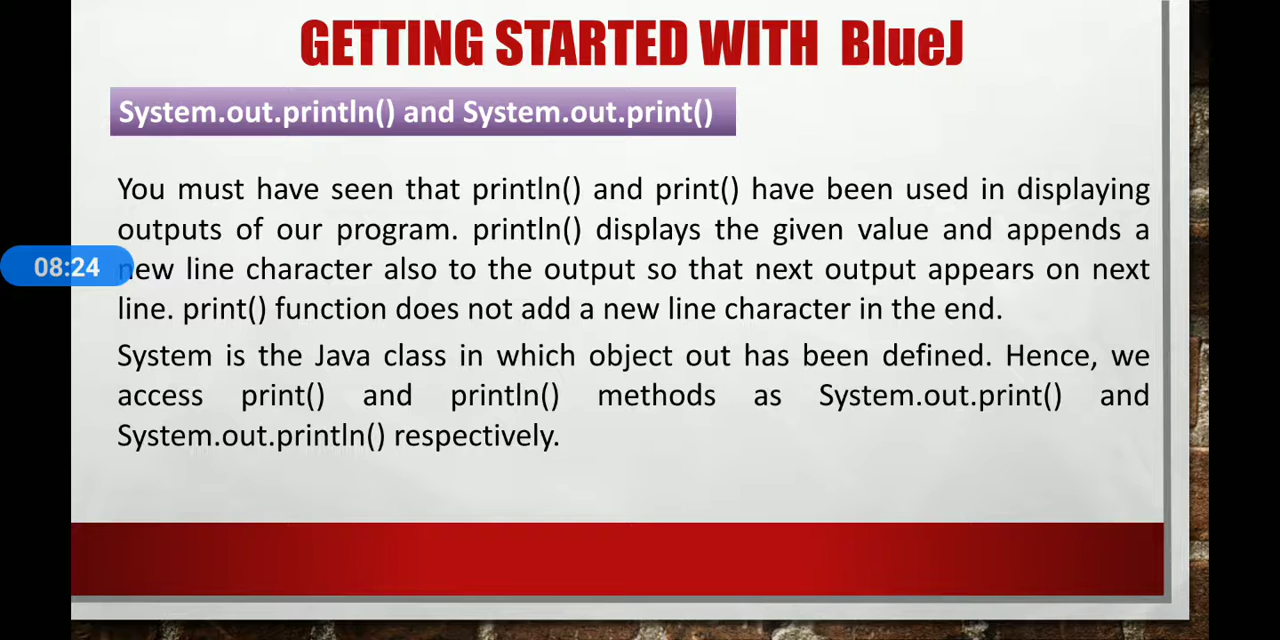 GETTING STARTED WITH BlueJ
System.out.println() and System.out.print()
You must have seen that println() and print() have been used in displaying
outputs of our program. println() displays the given value and appends a
08:24
new line character also to the output so that next output appears on next
line. print() function does not add a new line character in the end.
System is the Java class in which object out has been defined. Hence, we
access print() and println() methods as System.out.print() and
System.out.println() respectively.